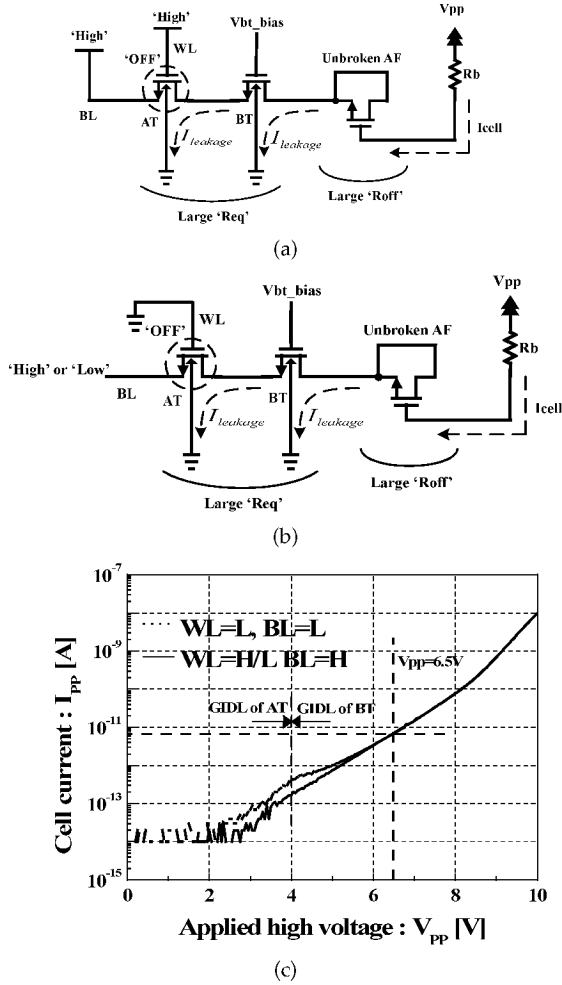 'High'
'High'
WL
Vbt_bias
Vpp
'OFF'
Unbroken AF
Rb
BL
AT
BT
Icell
Ileakage
Ileakage
Large 'Req'
Large 'Roff'
(a)
Vbt_bias
Vpp
WL
'OFF'
Unbroken AF
Rb
'High' or 'Low'
BL
AT
BT
Icell
Ileakage
Ileakage
Large 'Req'
Large 'Roff'
(b)
10-7
WL=L, BL=L
WL=H/L BL=H
10-9
Vpp=6.5V
GIDL of AT
GIDL of BT
10-11
10-13
10-15
Cell current : IPP [A]
0 2 4 6 8 10
Applied high voltage : VPP [V]
(c)